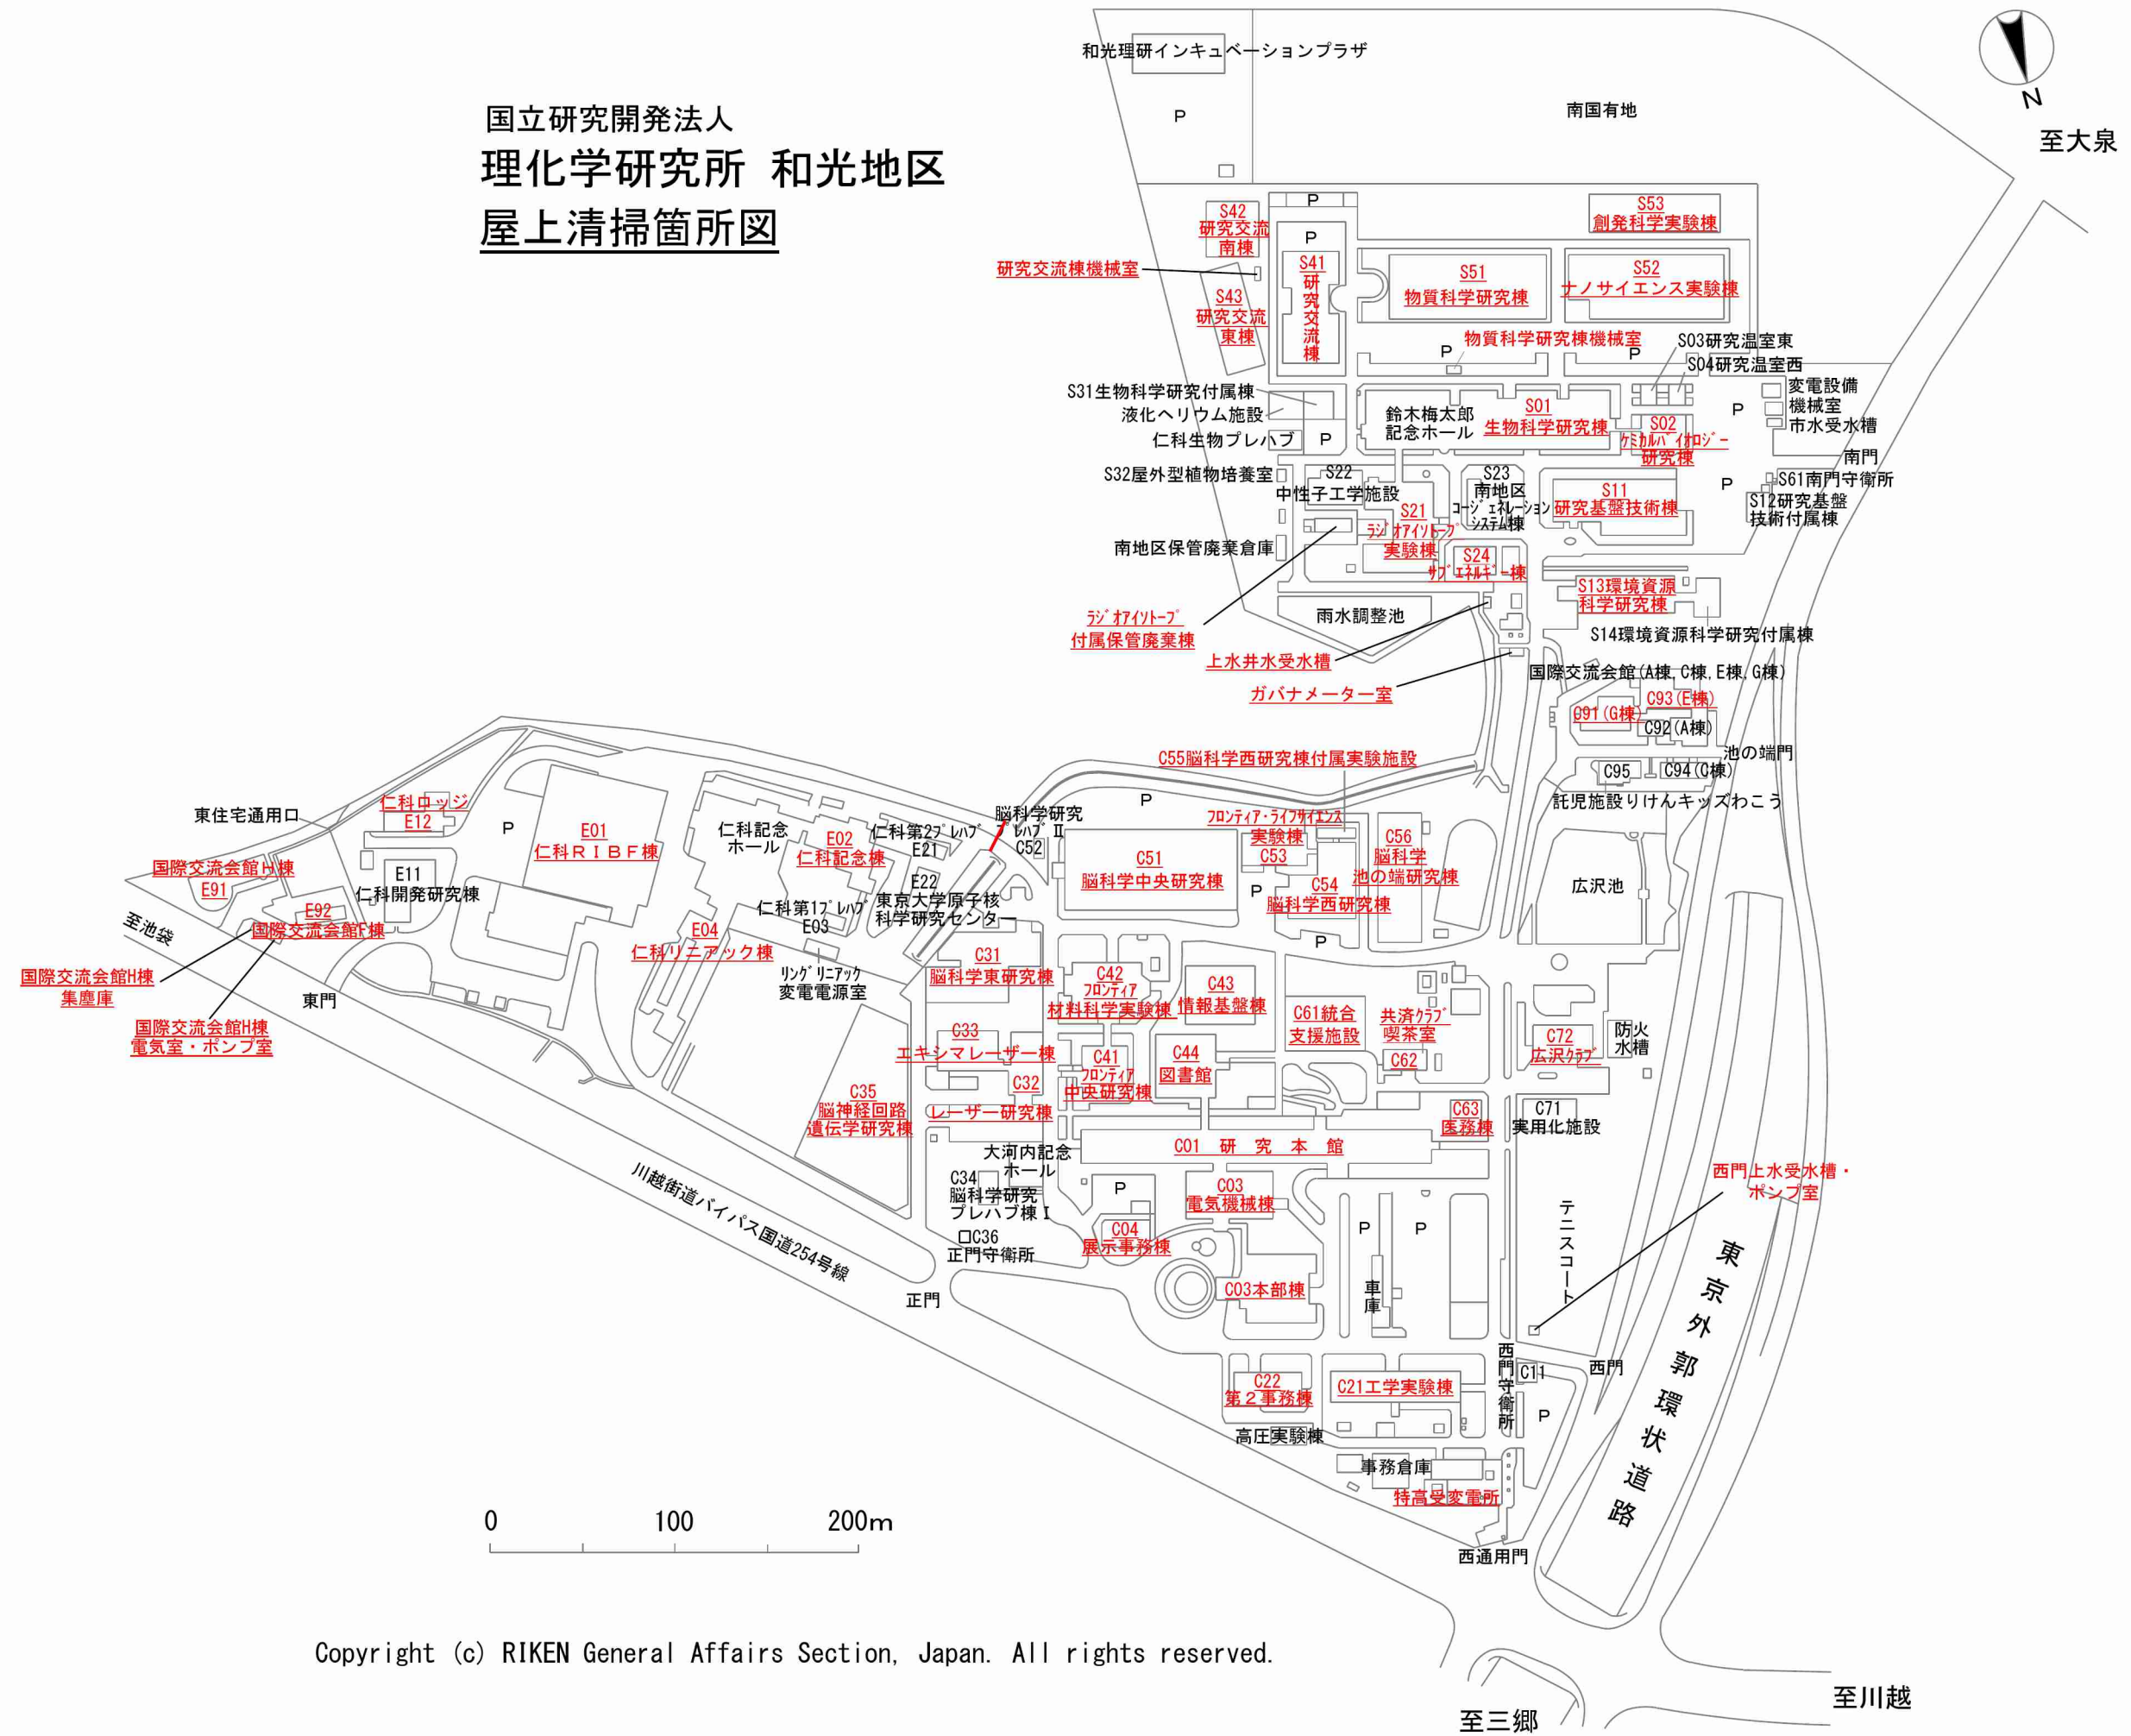 和光理研インキュベーションプラザ
P
南国有地
N
至大泉
国立研究開発法人
理化学研究所 和光地区
屋上清掃箇所図
P
S42
研究交流
南棟
P
S41
研究交流棟
研究交流棟機械室
S43
研究交流
東棟
S53
創発科学実験棟
S51
物質科学研究棟
S52
ナノサイエンス実験棟
物質科学研究棟機械室
P
P
S03研究温室東
S04研究温室西
変電設備
機械室
市水受水槽
P
S31生物科学研究付属棟
液化ヘリウム施設
仁科生物プレハブ
P
鈴木梅太郎
記念ホール
S01
生物科学研究棟
S02
ケミカルバイオロジー
研究棟
南門
S61南門守衛所
S12研究基盤
技術付属棟
P
S32屋外型植物培養室
S22
中性子工学施設
S23
南地区
コージェネレーション
システム棟
S11
研究基盤技術棟
S21
ラジオアイソトープ
実験棟
南地区保管廃棄倉庫
S24
サブエネルギー棟
S13環境資源
科学研究棟
S14環境資源科学研究付属棟
ラジオアイソトープ
付属保管廃棄棟
雨水調整池
上水井水受水槽
ガバナメーター室
国際交流会館(A棟,C棟,E棟,G棟)
C93(E棟)
C91(G棟)
C92(A棟)
池の端門
C95
C94(C棟)
託児施設りけんキッズわこう
C55脳科学西研究棟付属実験施設
P
東住宅通用口
仁科ロッジ
E12
P
E01
仁科ＲＩＢＦ棟
仁科記念
ホール
E02
仁科記念棟
仁科第2プレハブ
E21
脳科学研究
プレハブⅡ
C52
フロンティア・ライフサイエンス
実験棟
C53
C56
脳科学
池の端研究棟
C51
脳科学中央研究棟
P
C54
脳科学西研究棟
P
広沢池
国際交流会館H棟
E91
E11
仁科開発研究棟
E92
国際交流会館F棟
E22
東京大学原子核
科学研究センター
仁科第1プレハブ
E03
E04
仁科リニアック棟
リングリニアック
変電電源室
至池袋
国際交流会館H棟
集塵庫
国際交流会館H棟
電気室・ポンプ室
東門
C31
脳科学東研究棟
C42
フロンティア
材料科学実験棟
C43
情報基盤棟
C61統合
支援施設
共済クラブ
喫茶室
C62
C72
広沢クラブ
防火
水槽
C33
エキシマレーザー棟
C32
レーザー研究棟
C41
フロンティア
中央研究棟
C44
図書館
C35
脳神経回路
遺伝学研究棟
C63
医務棟
C71
実用化施設
C01 研 究 本 館
大河内記念
ホール
C34
脳科学研究
プレハブ棟Ⅰ
P
C03
電気機械棟
P
P
西門上水受水槽・
ポンプ室
C04
展示事務棟
C36
正門守衛所
テニスコート
川越街道バイパス国道254号線
正門
C03本部棟
車庫
東京外郭環状道路
西門守衛所
C11
西門
C22
第２事務棟
C21工学実験棟
P
高圧実験棟
事務倉庫
特高受変電所
西通用門
0 100 200m
Copyright (c) RIKEN General Affairs Section, Japan. All rights reserved.
至川越
至三郷